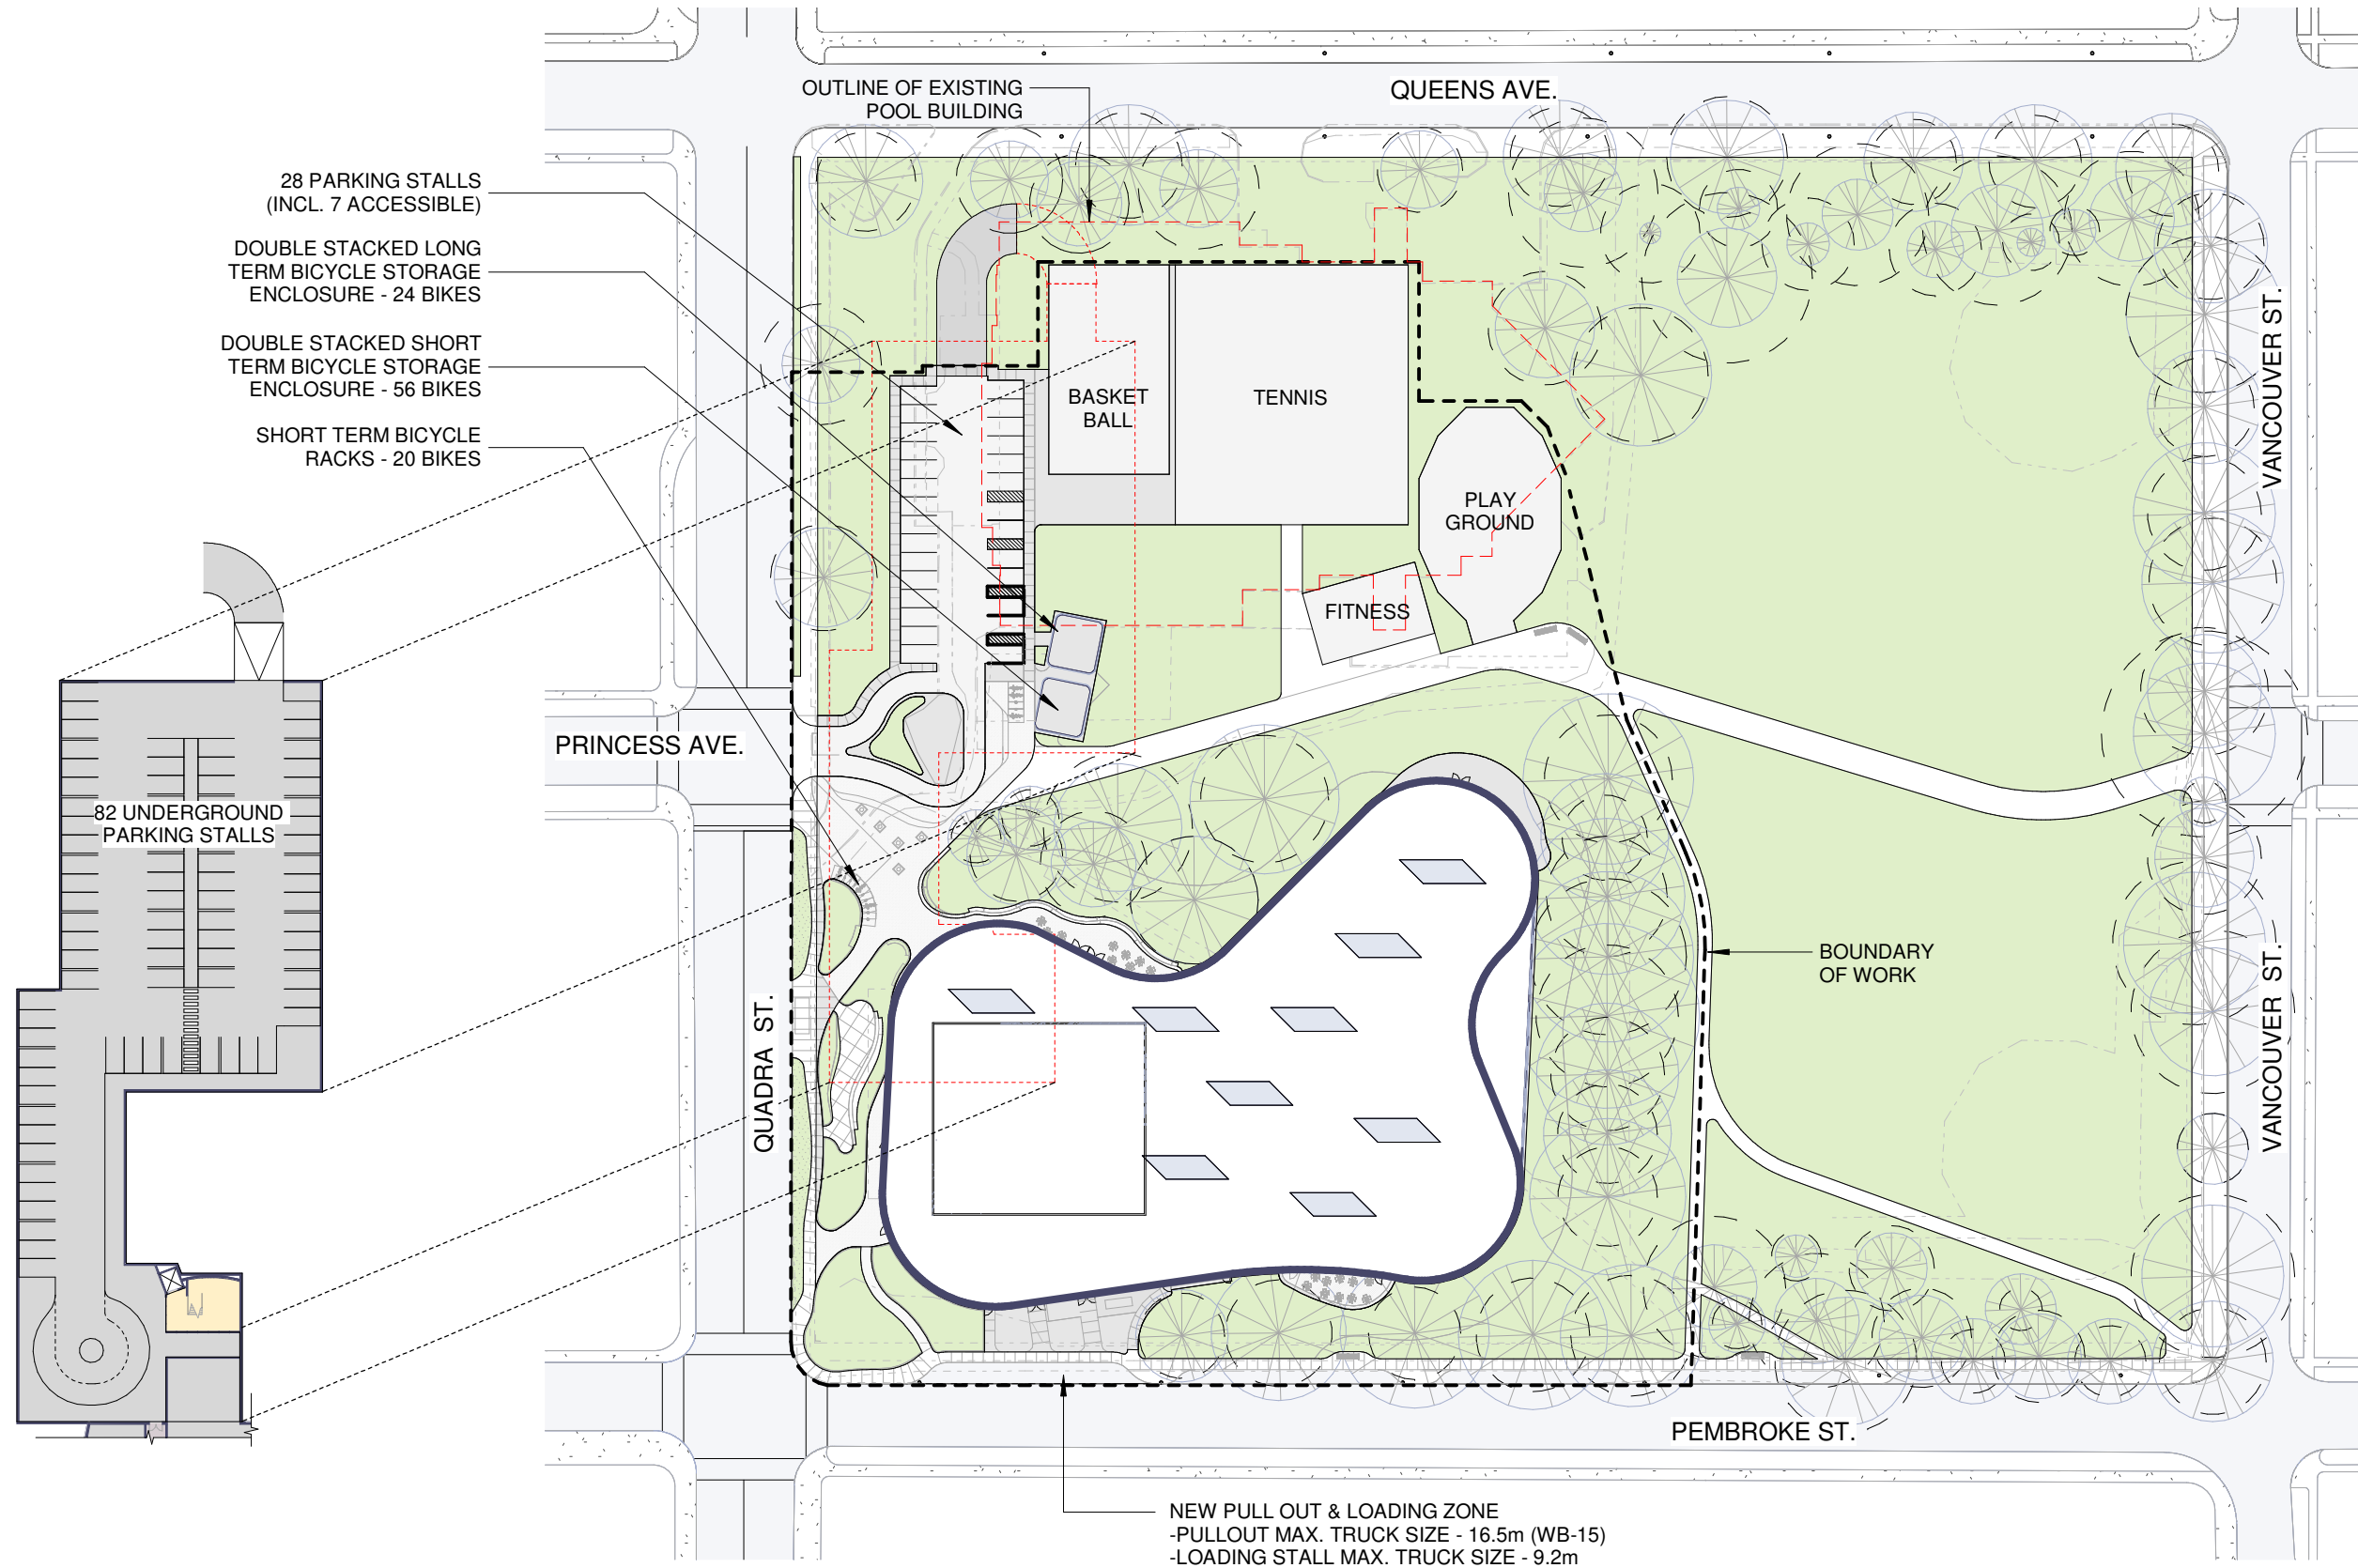 QUEENS AVE.
OUTLINE OF EXISTING
POOL BUILDING
28 PARKING STALLS
(INCL. 7 ACCESSIBLE)
DOUBLE STACKED LONG
TERM BICYCLE STORAGE
ENCLOSURE - 24 BIKES
DOUBLE STACKED SHORT
TERM BICYCLE STORAGE
ENCLOSURE - 56 BIKES
SHORT TERM BICYCLE
RACKS - 20 BIKES
BASKET
BALL
TENNIS
PLAY
GROUND
FITNESS
VANCOUVER ST.
PRINCESS AVE.
82 UNDERGROUND
PARKING STALLS
BOUNDARY
OF WORK
QUADRA ST.
VANCOUVER ST.
PEMBROKE ST.
NEW PULL OUT & LOADING ZONE
-PULLOUT MAX. TRUCK SIZE - 16.5m (WB-15)
-LOADING STALL MAX. TRUCK SIZE - 9.2m